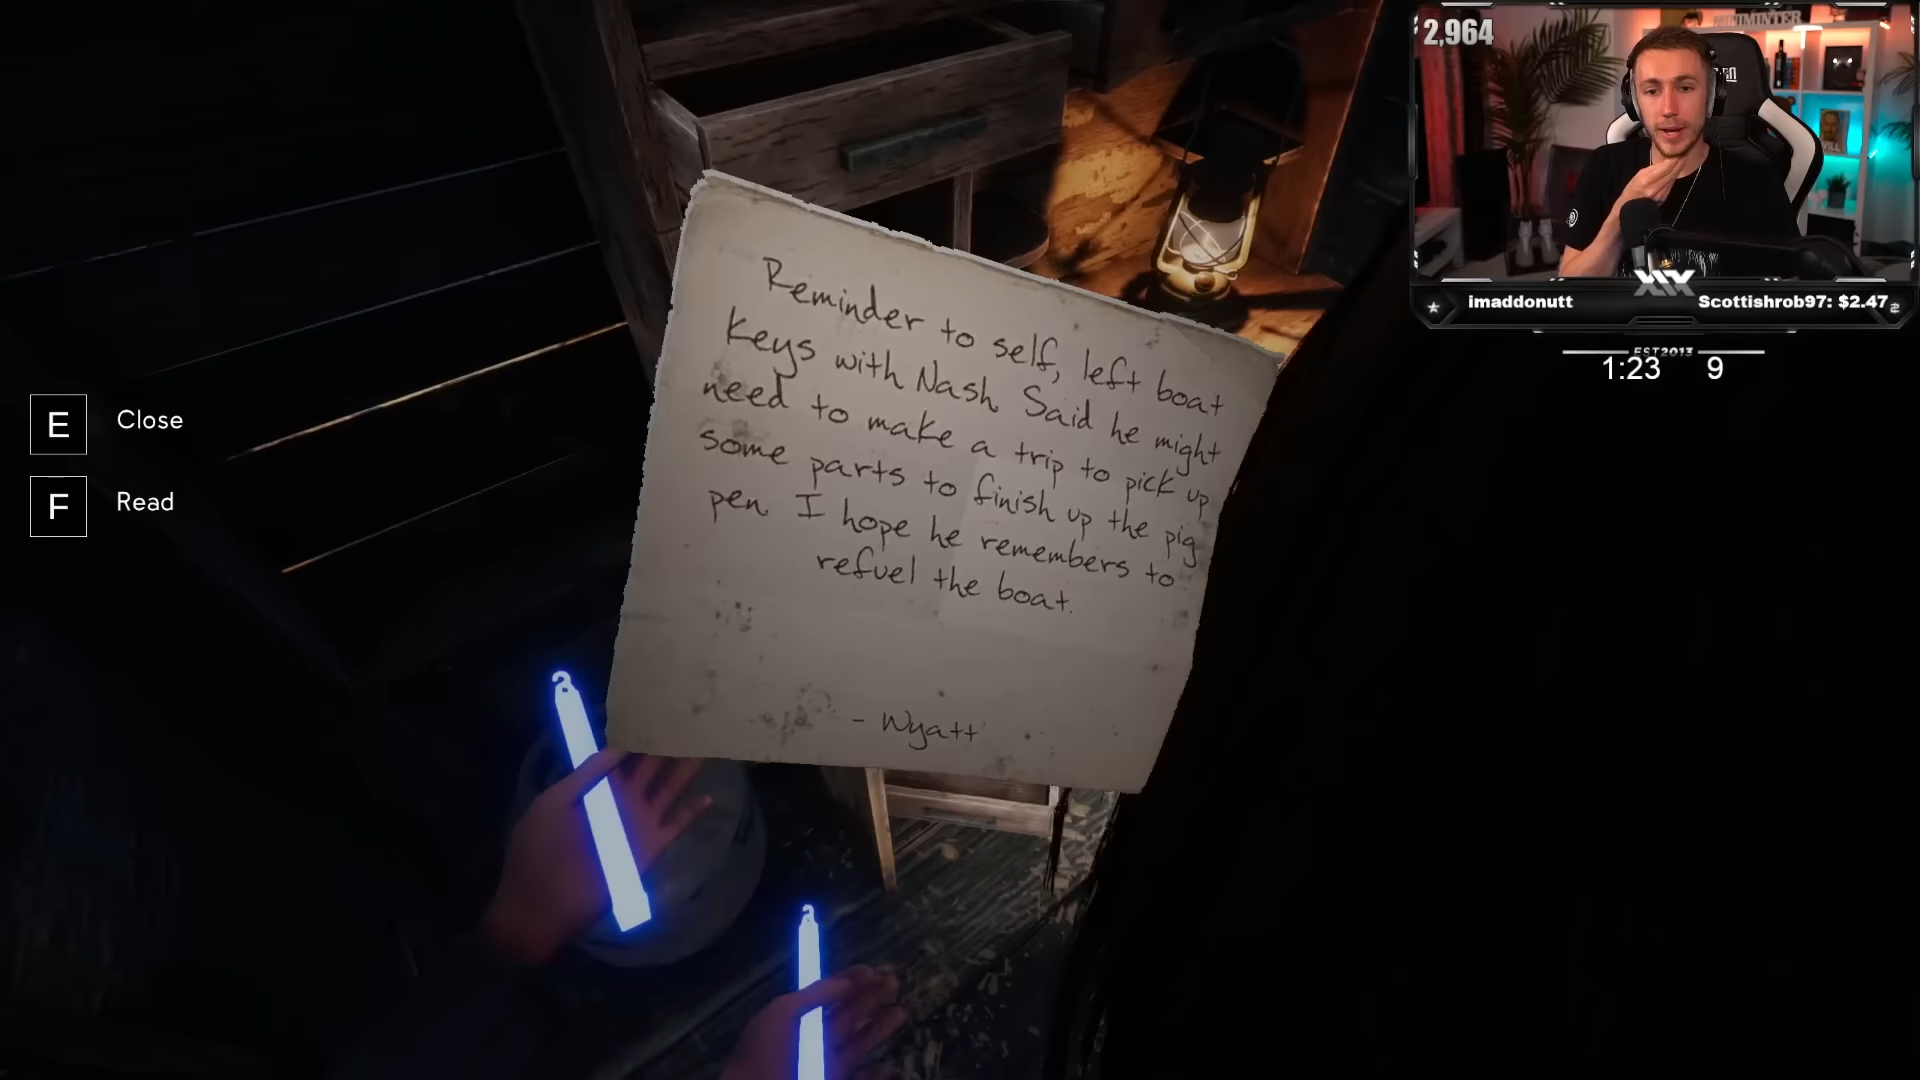 2,964
MINIMINTER
Reminder to self, left boat
Keys with Nash. Said he might
need to make a trip to pick up
some parts to finish up the pig
pen. I hope he remembers to
refuel the boat.
- Wyatt
E Close
F Read
XIX
imaddonutt
Scottishrob97: $2.47
EST2013
1:23 9